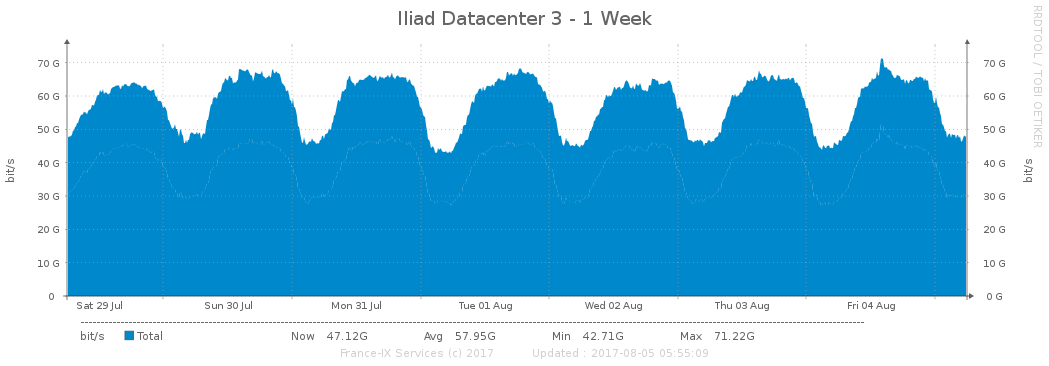 Iliad Datacenter 3 - 1 Week
RRDTOOL / TOBI OETIKER
bit/s
70 G
60 G
50 G
40 G
30 G
20 G
10 G
0
70 G
60 G
50 G
40 G
30 G
20 G
10 G
0 G
bit/s
Sat 29 Jul Sun 30 Jul Mon 31 Jul Tue 01 Aug Wed 02 Aug Thu 03 Aug Fri 04 Aug
bit/s Total Now 47.12G Avg 57.95G Min 42.71G Max 71.22G
France-IX Services (c) 2017 Updated : 2017-08-05 05:55:09